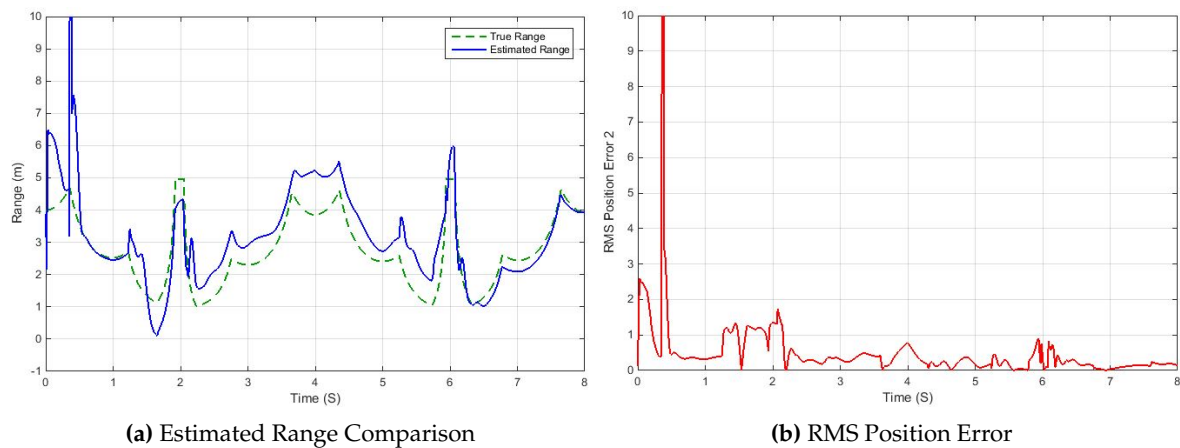 10
9
8
7
6
5
4
3
2
1
0
-1
Range (m)
True Range
Estimated Range
0 1 2 3 4 5 6 7 8
Time (S)
(a) Estimated Range Comparison
10
9
8
7
6
5
4
3
2
1
0
RMS Position Error 2
0 1 2 3 4 5 6 7 8
Time (S)
(b) RMS Position Error